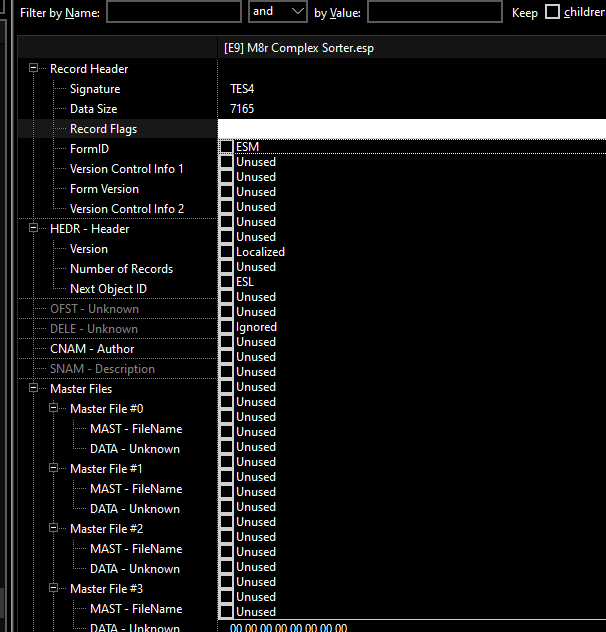 Filter by Name: and by Value: Keep children
[E9] M8r Complex Sorter.esp
Record Header
Signature TES4
Data Size 7165
Record Flags
FormID ESM
Unused
Version Control Info 1
Unused
Form Version Unused
Unused
Version Control Info 2
Unused
HEDR - Header Unused
Version Localized
Number of Records Unused
Next Object ID ESL
Unused
OFST - Unknown Unused
DELE - Unknown Ignored
Unused
CNAM - Author Unused
SNAM - Description Unused
Master Files Unused
Master File #0 Unused
Unused
MAST - FileName Unused
DATA - Unknown Unused
Master File #1 Unused
Unused
MAST - FileName Unused
DATA - Unknown Unused
Master File #2 Unused
MAST - FileName Unused
Unused
DATA - Unknown Unused
Master File #3 Unused
Unused
MAST - FileName Unused
DATA - Unknown 00 00 00 00 00 00 00 00